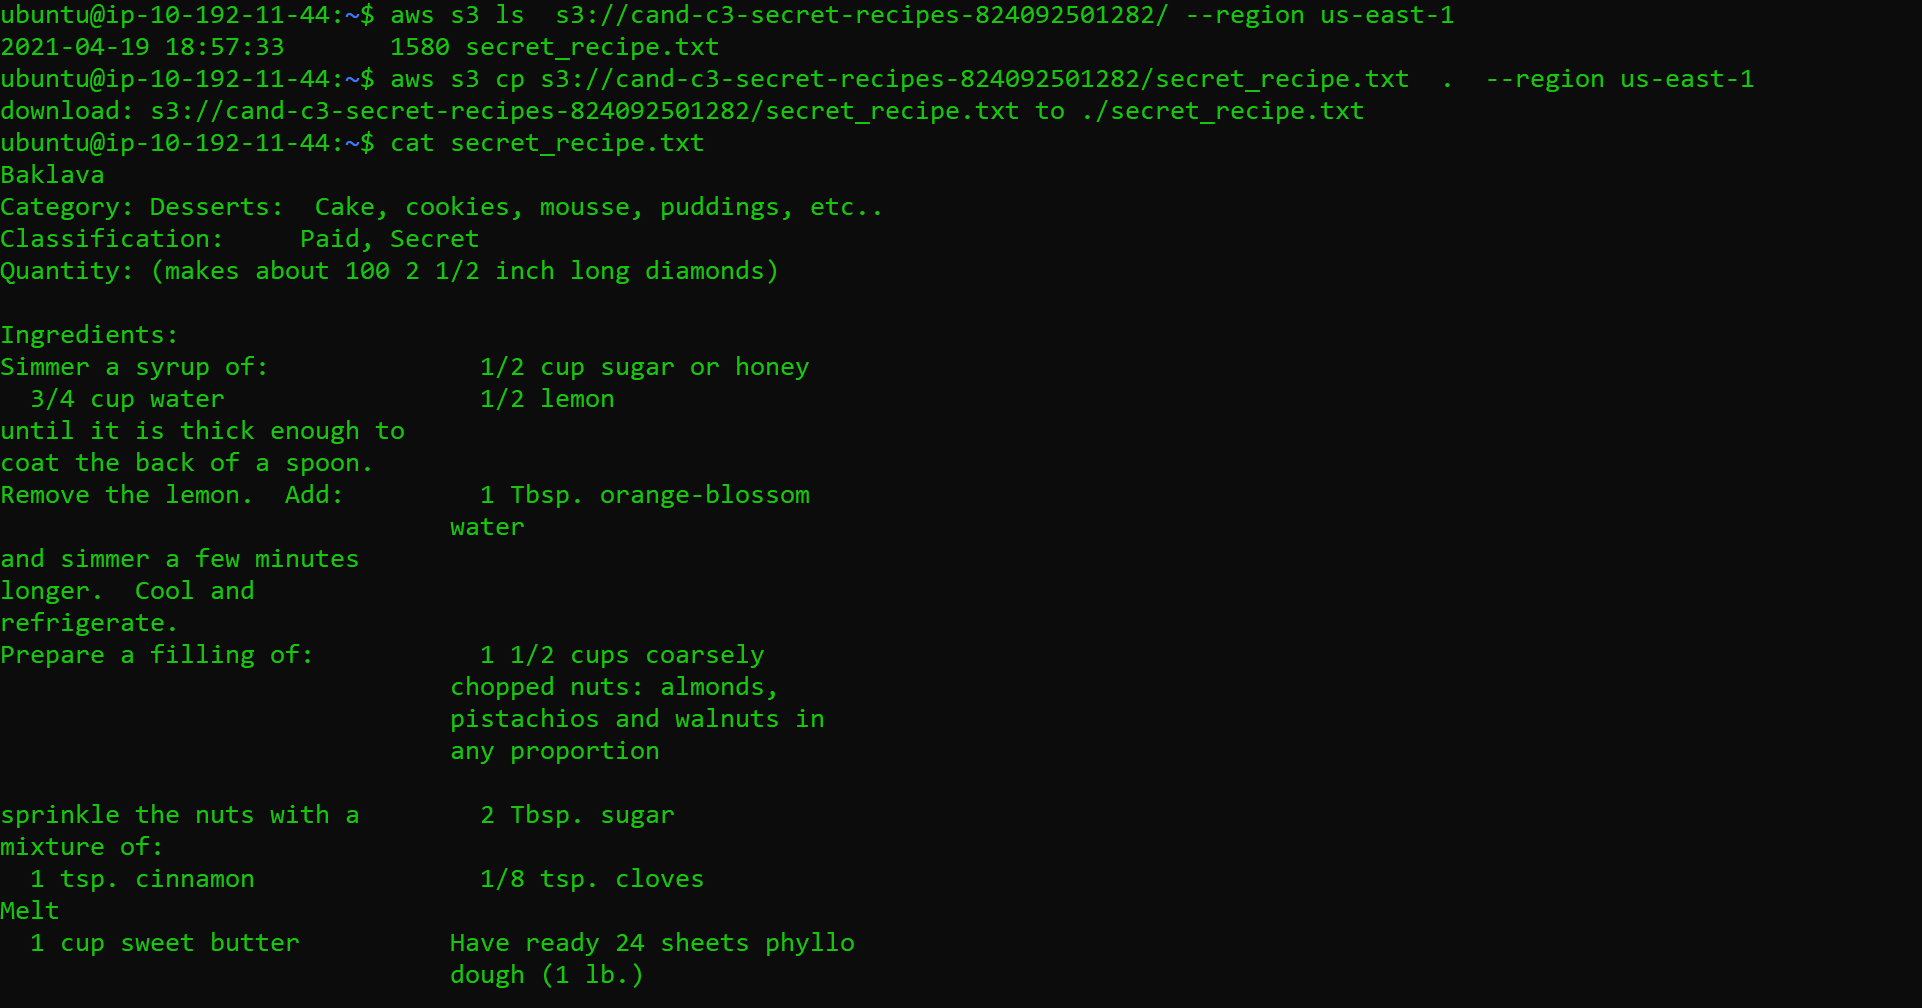 ubuntu@ip-10-192-11-44:~$ aws s3 ls  s3://cand-c3-secret-recipes-824092501282/ --region us-east-1
2021-04-19 18:57:33       1580 secret_recipe.txt
ubuntu@ip-10-192-11-44:~$ aws s3 cp s3://cand-c3-secret-recipes-824092501282/secret_recipe.txt  .  --region us-east-1
download: s3://cand-c3-secret-recipes-824092501282/secret_recipe.txt to ./secret_recipe.txt
ubuntu@ip-10-192-11-44:~$ cat secret_recipe.txt
Baklava
Category: Desserts:  Cake, cookies, mousse, puddings, etc..
Classification:     Paid, Secret
Quantity: (makes about 100 2 1/2 inch long diamonds)

Ingredients:
Simmer a syrup of:              1/2 cup sugar or honey
  3/4 cup water                 1/2 lemon
until it is thick enough to
coat the back of a spoon.
Remove the lemon.  Add:         1 Tbsp. orange-blossom
                              water
and simmer a few minutes
longer.  Cool and
refrigerate.
Prepare a filling of:           1 1/2 cups coarsely
                              chopped nuts: almonds,
                              pistachios and walnuts in
                              any proportion

sprinkle the nuts with a        2 Tbsp. sugar
mixture of:
  1 tsp. cinnamon               1/8 tsp. cloves
Melt
  1 cup sweet butter          Have ready 24 sheets phyllo
                              dough (1 lb.)